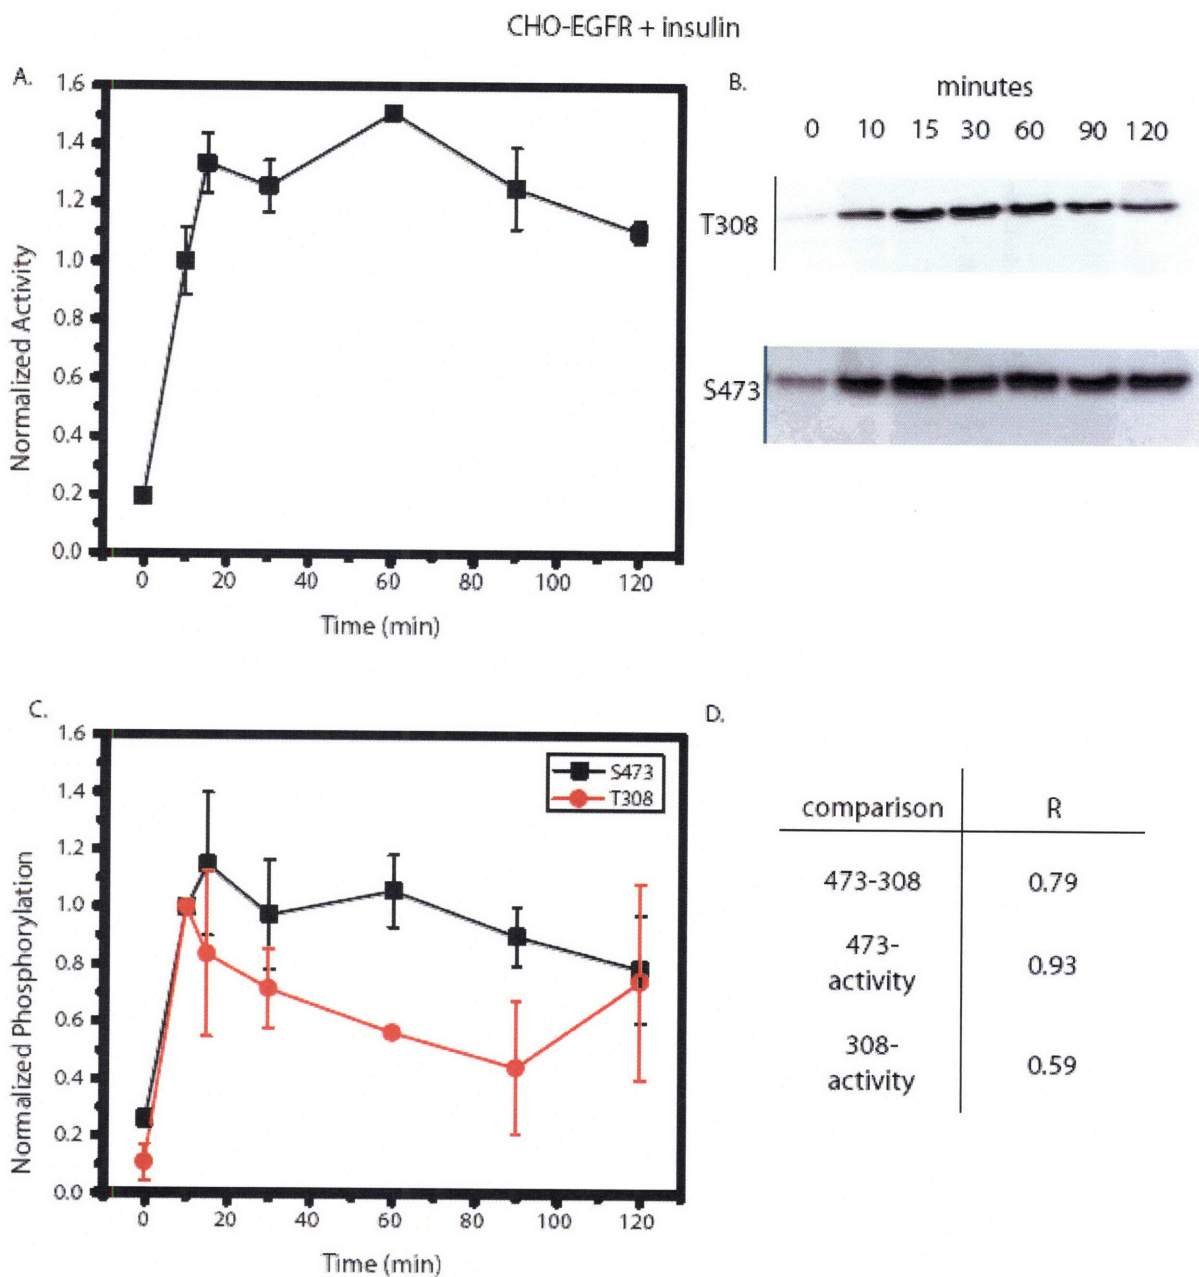 CHO-EGFR + insulin
A.
1.6
1.4
1.2
1.0
0.8
0.6
0.4
0.2
0.0
Normalized Activity
0 20 40 60 80 100 120
Time (min)
B.
minutes
0 10 15 30 60 90 120
T308
S473
C.
1.6
1.4
1.2
1.0
0.8
0.6
0.4
0.2
0.0
Normalized Phosphorylation
S473
T308
0 20 40 60 80 100 120
Time (min)
D.
comparison R
473-308 0.79
473-
activity 0.93
308-
activity 0.59